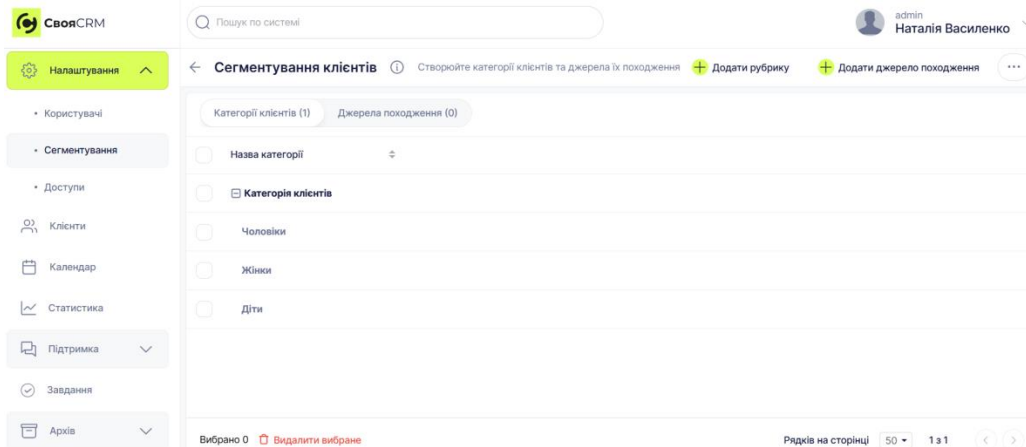 СвояCRM
Пошук по системі
admin
Наталія Василенко
Налаштування
Сегментування клієнтів
Створюйте категорії клієнтів та джерела їх походження
Додати рубрику
Додати джерело походження
Користувачі
Сегментування
Доступи
Клієнти
Календар
Статистика
Підтримка
Завдання
Архів
Категорії клієнтів (1)
Джерела походження (0)
Назва категорії
Категорія клієнтів
Чоловіки
Жінки
Діти
Вибрано 0
Видалити вибране
Рядків на сторінці
50
1 з 1